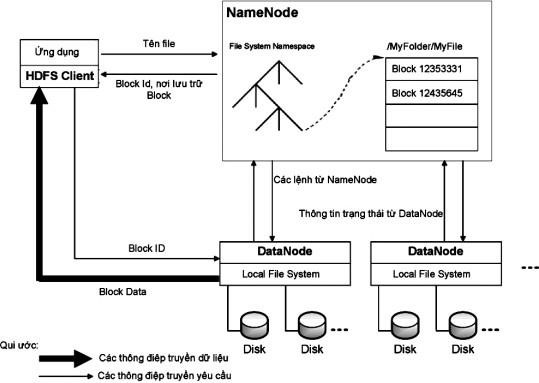 NameNode
Ứng dụng
HDFS Client
Tên file
Block Id, nơi lưu trữ
Block
File System Namespace
/MyFolder/MyFile
Block 12353331
Block 12435645
Các lệnh từ NameNode
Thông tin trạng thái từ DataNode
Block ID
Block Data
DataNode
Local File System
DataNode
Local File System
Disk
Disk
Disk
Disk
Qui ước:
Các thông điệp truyền dữ liệu
Các thông điệp truyền yêu cầu